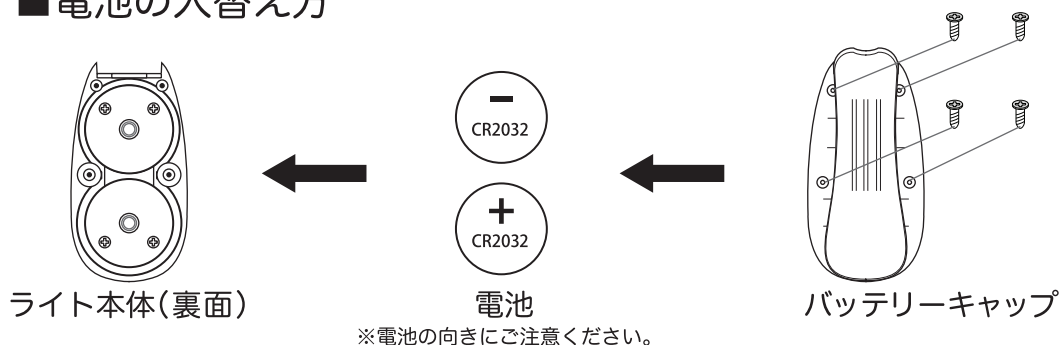 ■電池の入替え方
−
CR2032
+
CR2032
ライト本体(裏面)
電池
バッテリーキャップ
※電池の向きにご注意ください。